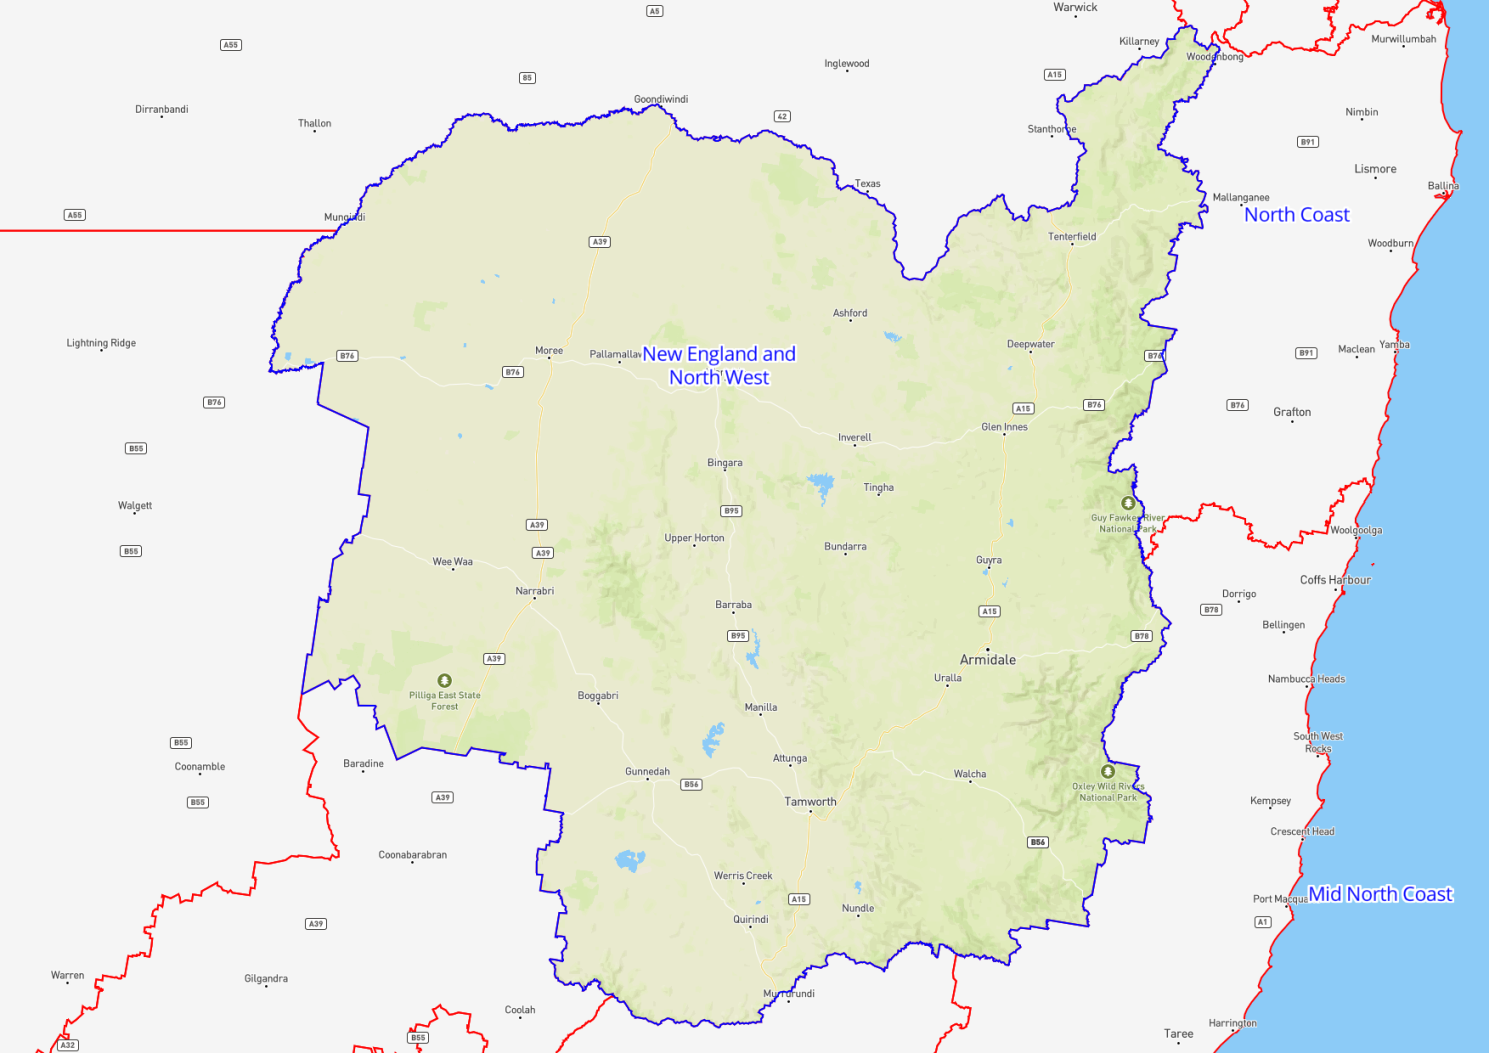 A5
Warwick
A55
Killarney
Murwillumbah
Woodenbong
Inglewood
85
A15
Goondiwindi
Dirranbandi
Thallon
42
Nimbin
Stanthorpe
B91
Lismore
Texas
Ballina
Mallanganee
A55
Mungindi
North Coast
A39
Tenterfield
Woodburn
Ashford
Lightning Ridge
Moree
Pallamallaw
New England and
North West
Deepwater
Maclean
Yamba
B76
B76
B91
B76
B76
A15
B76
B76
Grafton
Glen Innes
B55
Inverell
Bingara
Tingha
Walgett
B95
Guy Fawkes River
National Park
A39
Woolgoolga
Upper Horton
Bundarra
B55
A39
Wee Waa
Guyra
Coffs Harbour
Narrabri
Dorrigo
Barraba
A15
B78
Bellingen
B95
B78
A39
Armidale
Uralla
Nambucca Heads
Pilliga East State
Forest
Boggabri
Manilla
B55
South West
Rocks
Coonamble
Baradine
Attunga
Gunnedah
Walcha
B56
Oxley Wild Rivers
National Park
B55
A39
Tamworth
Kempsey
Crescent Head
B56
Coonabarabran
Werris Creek
Mid North Coast
Port Macqua
A15
Nundle
A39
Quirindi
A1
Warren
Gilgandra
Murrurundi
Coolah
Harrington
Taree
B55
A32